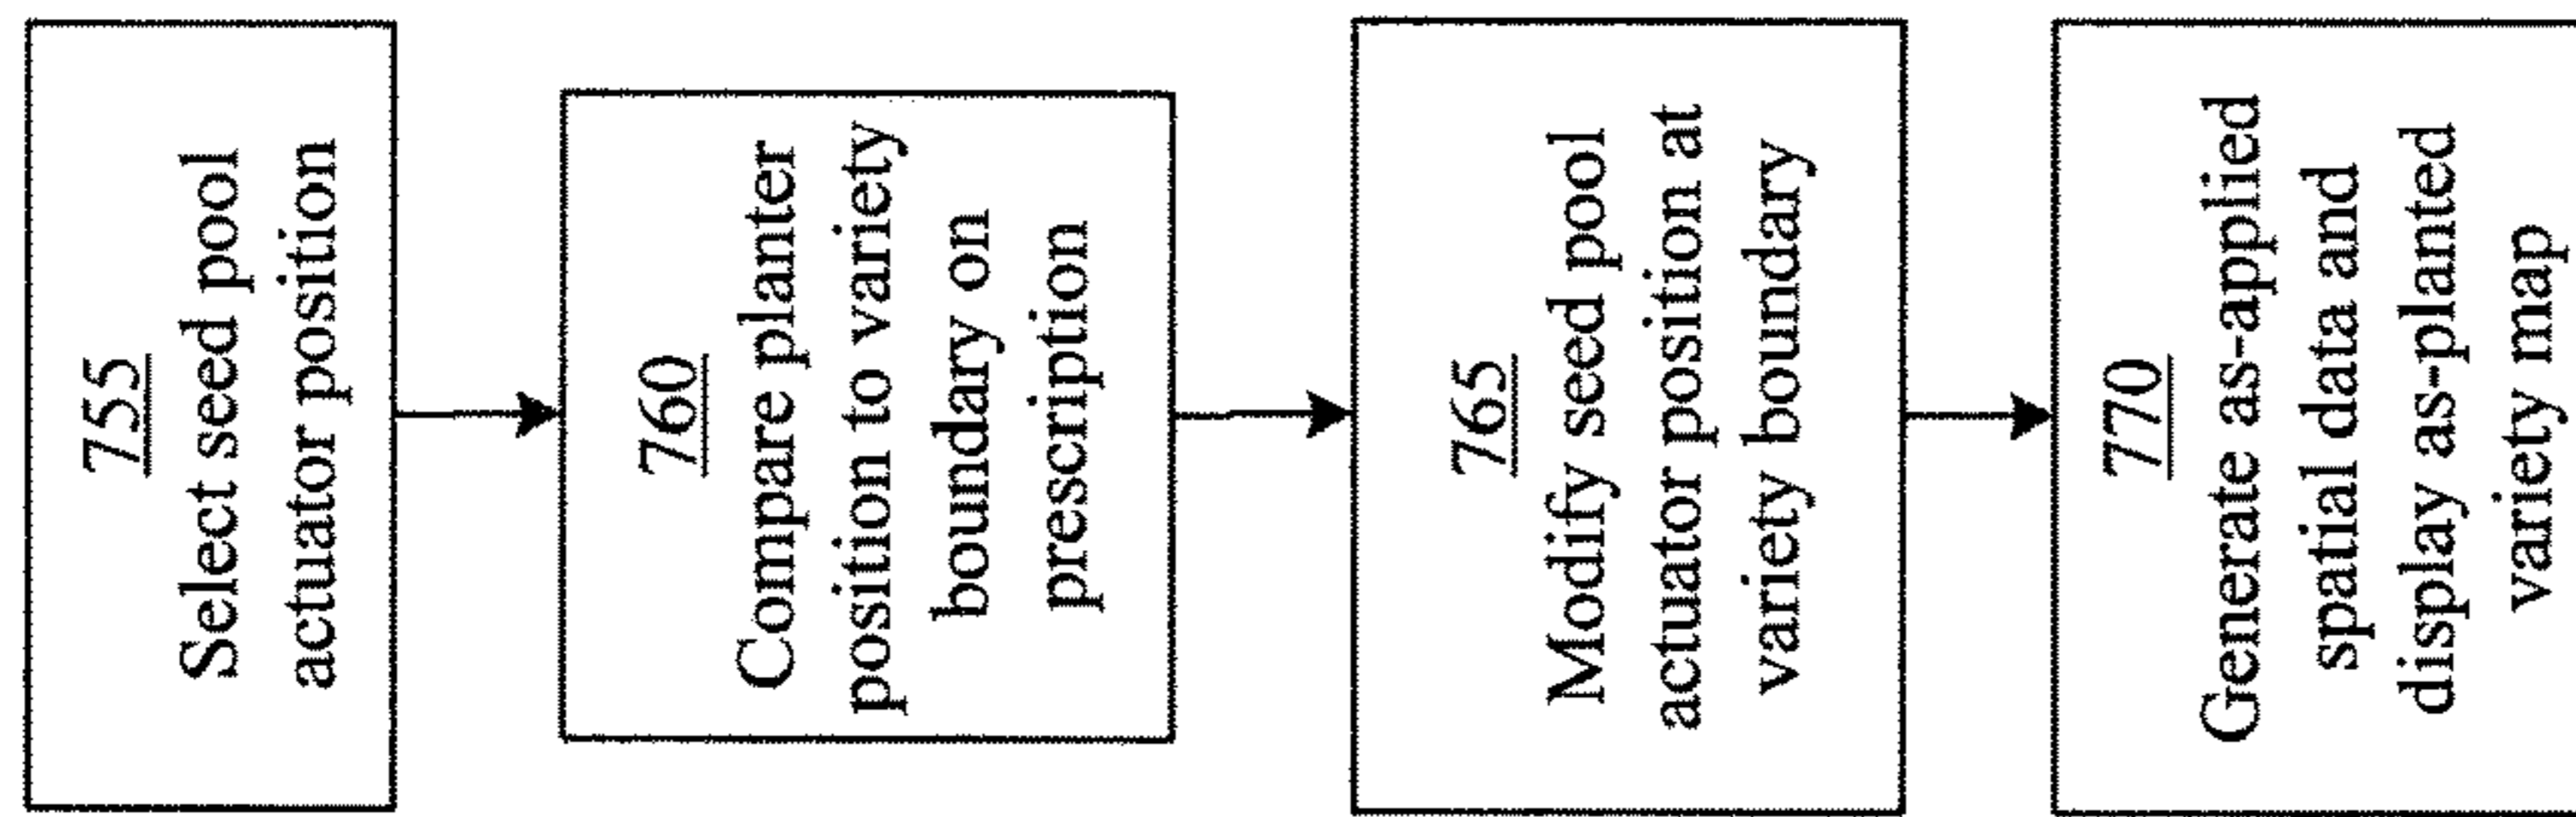 755
Select seed pool
actuator position
760
Compare planter
position to variety
boundary on
prescription
765
Modify seed pool
actuator position at
variety boundary
770
Generate as-applied
spatial data and
display as-planted
variety map